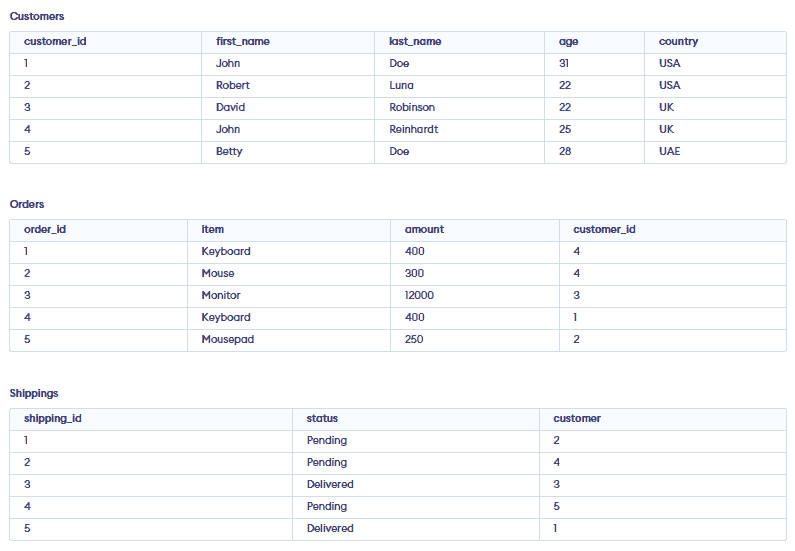 Customers
customer_id first_name last_name age country
1 John Doe 31 USA
2 Robert Luna 22 USA
3 David Robinson 22 UK
4 John Reinhardt 25 UK
5 Betty Doe 28 UAE
Orders
order_id item amount customer_id
1 Keyboard 400 4
2 Mouse 300 4
3 Monitor 12000 3
4 Keyboard 400 1
5 Mousepad 250 2
Shippings
shipping_id status customer
1 Pending 2
2 Pending 4
3 Delivered 3
4 Pending 5
5 Delivered 1